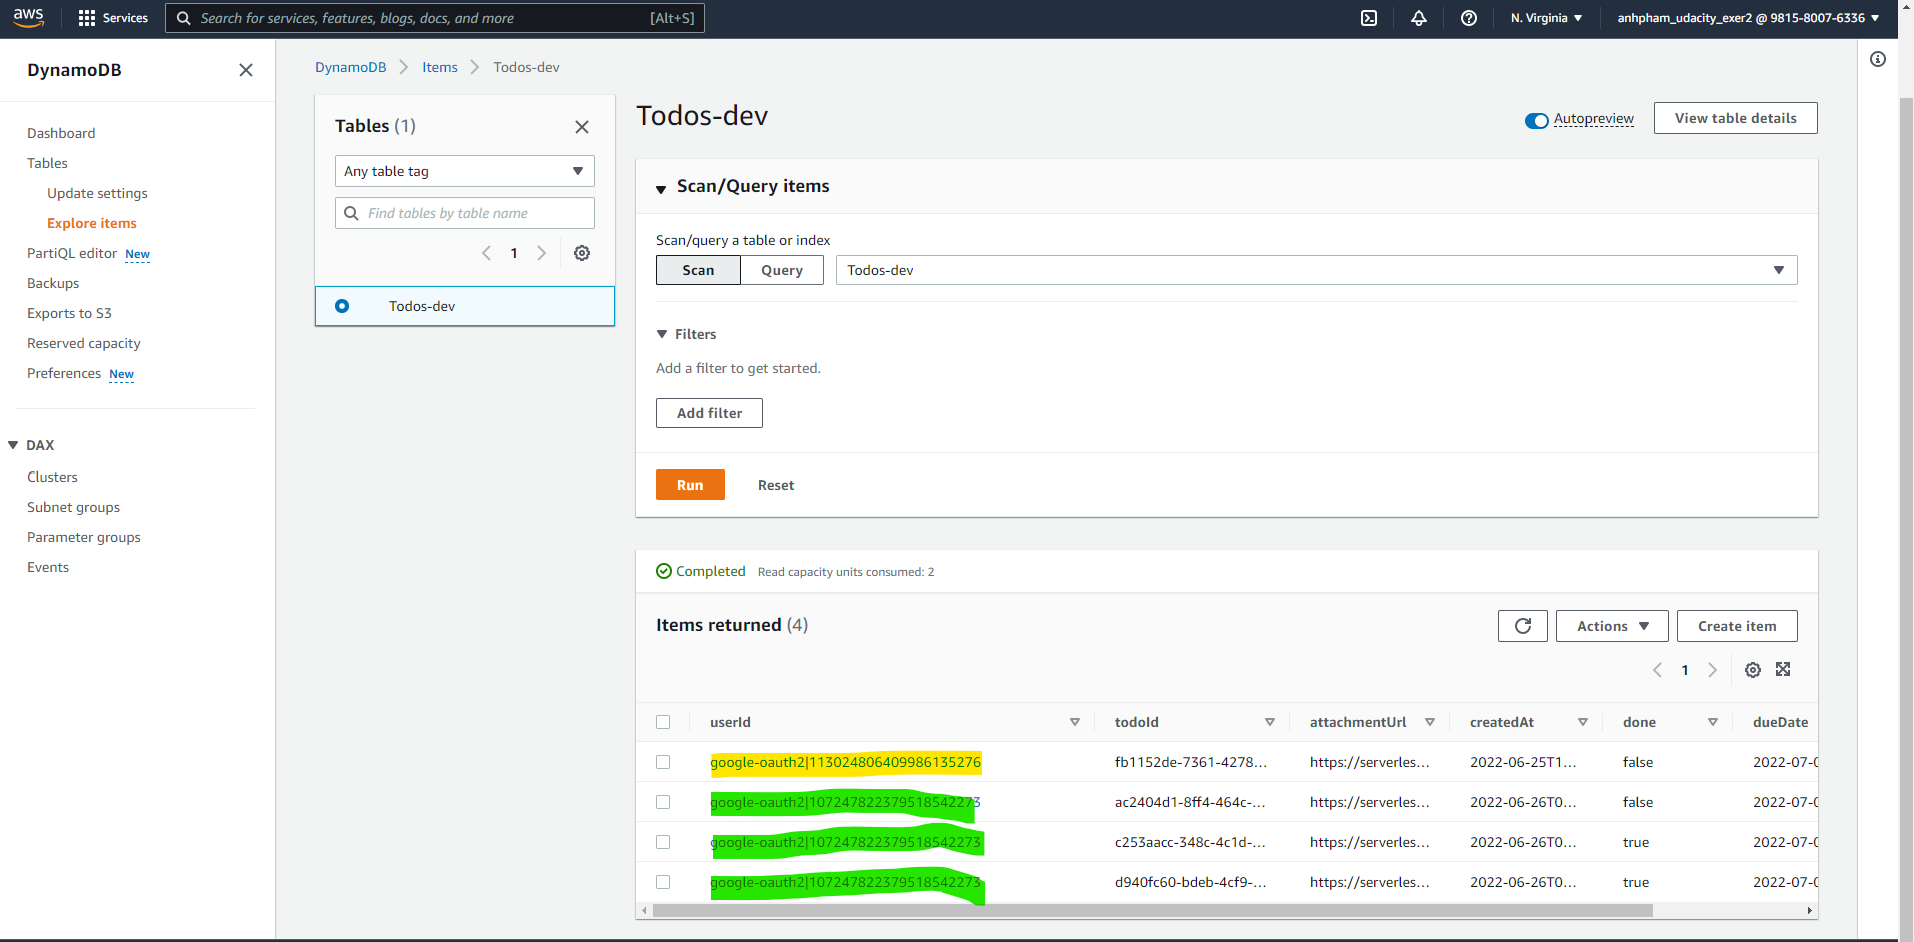 aws Services Search for services, features, blogs, docs, and more [Alt+S] N. Virginia ▼ anhpham_udacity_exer2 @ 9815-8007-6336 ▼
DynamoDB
Dashboard
Tables
Update settings
Explore items
PartiQL editor New
Backups
Exports to S3
Reserved capacity
Preferences New
DAX
Clusters
Subnet groups
Parameter groups
Events
DynamoDB > Items > Todos-dev
Tables (1)
Any table tag
Find tables by table name
1
Todos-dev
Todos-dev
Autopreview View table details
Scan/Query items
Scan/query a table or index
Scan Query Todos-dev
Filters
Add a filter to get started.
Add filter
Run Reset
Completed Read capacity units consumed: 2
Items returned (4)
Actions Create item
1
userId todoId attachmentUrl createdAt done dueDate
google-oauth2|113024806409986135276 fb1152de-7361-4278... https://serverles... 2022-06-25T1... false 2022-07-0
google-oauth2|107247822379518542273 ac2404d1-8ff4-464c-... https://serverles... 2022-06-26T0... false 2022-07-0
google-oauth2|107247822379518542273 c253aacc-348c-4c1d-... https://serverles... 2022-06-26T0... true 2022-07-0
google-oauth2|107247822379518542273 d940fc60-bdeb-4cf9-... https://serverles... 2022-06-26T0... true 2022-07-0